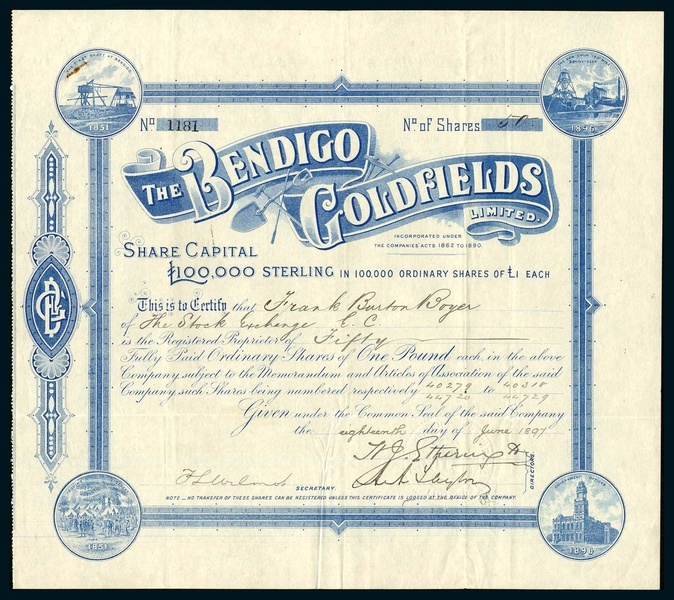 1851
1896
No 1181
No. of Shares 50
THE BENDIGO
GOLDFIELDS
LIMITED.
INCORPORATED UNDER
THE COMPANIES ACTS 1862 TO 1890.
SHARE CAPITAL
£100,000 STERLING IN 100,000 ORDINARY SHARES OF £1 EACH
This is to Certify that Frank Burton Boyer
of The Stock Exchange E. C.
is the Registered Proprietor of Fifty
Fully Paid Ordinary Shares of One Pound each, in the above
Company subject to the Memorandum and Articles of Association of the said
Company, such Shares being numbered respectively 40279 to 40318
44720 44729
Given under the Common Seal of the said Company
the eighteenth day of June 1897
SECRETARY.
DIRECTORS.
NOTE - NO TRANSFER OF THESE SHARES CAN BE REGISTERED UNLESS THIS CERTIFICATE IS LODGED AT THE OFFICE OF THE COMPANY.
1851
1896